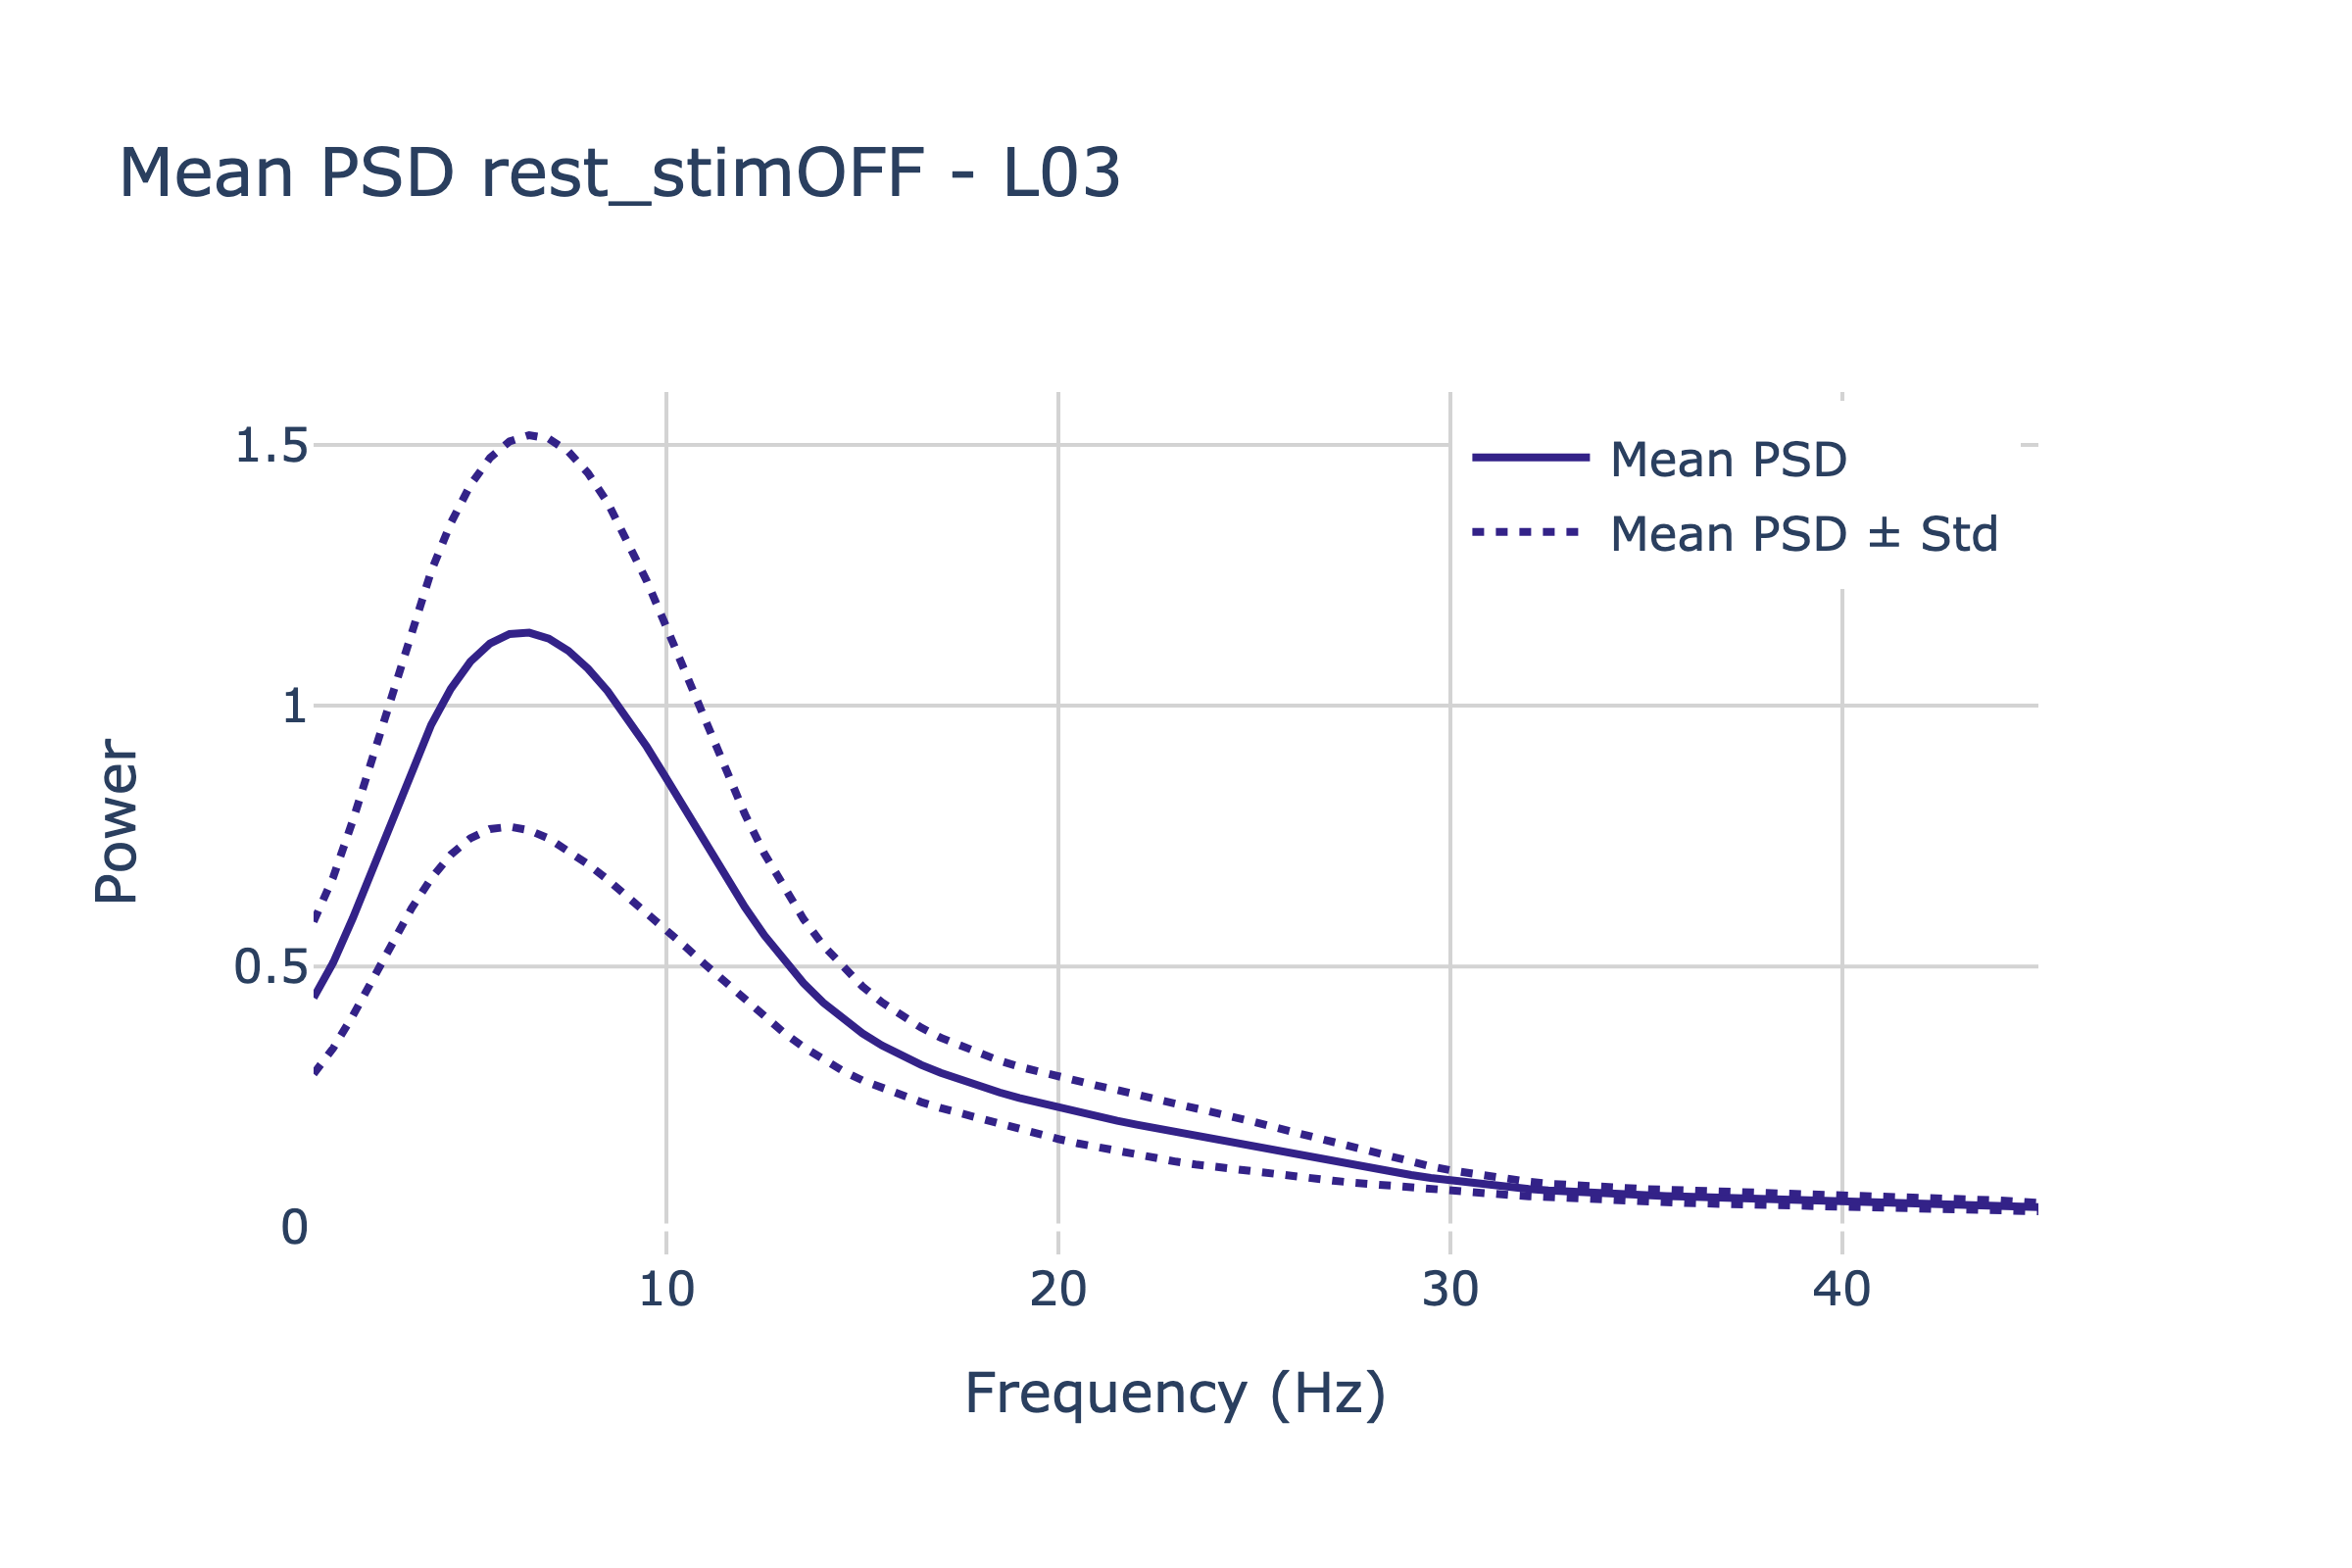 Mean PSD rest_stimOFF - L03
Mean PSD
Mean PSD ± Std
1.5
1
0.5
0
Power
10 20 30 40
Frequency (Hz)